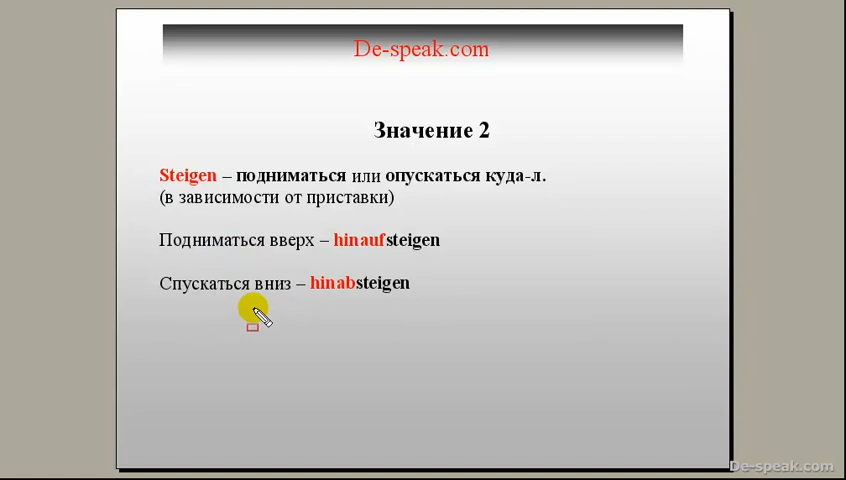 De-speak.com
Значение 2
Steigen – подниматься или опускаться куда-л.
(в зависимости от приставки)
Подниматься вверх – hinaufsteigen
Спускаться вниз – hinabsteigen
De-speak.com